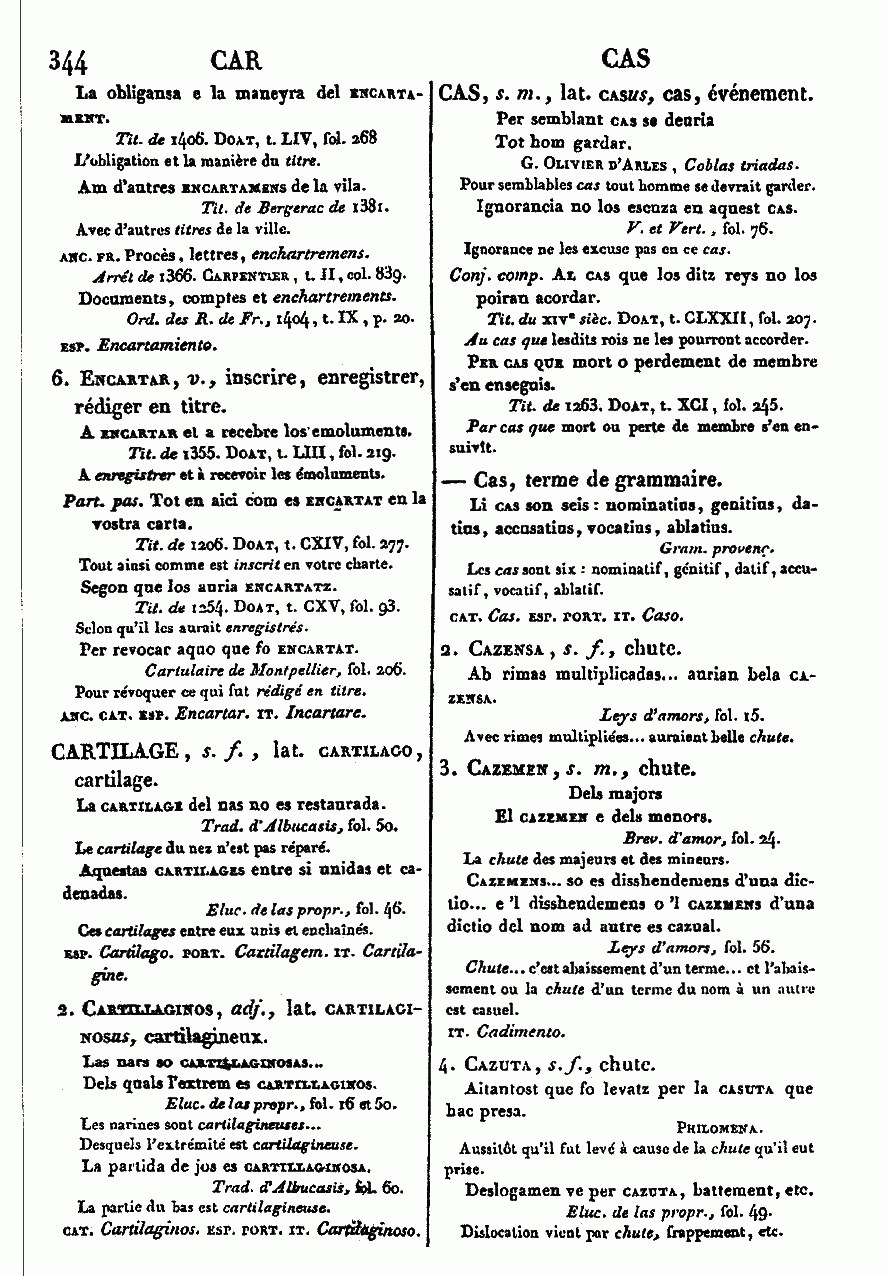 344 CAR CAS
La obligansa e la maneyra del ENCARTA-
MENT.
Tit. de 1406. DOAT, t. LIV, fol. 268
L'obligation et la manière du titre.
Am d'autres ENCARTAMENS de la vila.
Tit. de Bergerac de 1381.
Avec d'autres titres de la ville.
ANC. FR. Procès, lettres, enchartremens.
Arrêt de 1366. CARPENTIER, t. II, col. 839.
Documents, comptes et enchartrements.
Ord. des R. de Fr., 1404, t. IX, p. 20.
ESP. Encartamiento.
6. ENCARTAR, v., inscrire, enregistrer,
rédiger en titre.
A ENCARTAR et a recebre los emoluments.
Tit. de 1355. DOAT, t. LIII, fol. 219.
A enregistrer et à recevoir les émoluments.
Part. pas. Tot en aici com es ENCARTAT en la
vostra carta.
Tit. de 1206. DOAT, t. CXIV, fol. 277.
Tout ainsi comme est inscrit en votre charte.
Segon que los auria ENCARTATZ.
Tit. de 1254. DOAT, t. CXV, fol. 93.
Selon qu'il les aurait enregistrés.
Per revocar aquo que fo ENCARTAT.
Cartulaire de Montpellier, fol. 206.
Pour révoquer ce qui fut rédigé en titre.
ANC. CAT. ESP. Encartar. IT. Incartare.
CARTILAGE, s. f., lat. CARTILAGO,
cartilage.
La CARTILAGE del nas no es restaurada.
Trad. d'Albucasis, fol. 50.
Le cartilage du nez n'est pas réparé.
Aquestas CARTILAGES entre si unidas et ca-
denadas.
Eluc. de las propr., fol. 46.
Ces cartilages entre eux unis et enchaînés.
ESP. Cartilago. PORT. Cartilagem. IT. Cartila-
gine.
2. CARTILLAGINOS, adj., lat. CARTILAGI-
NOSus, cartilagineux.
Las nars so CARTILLAGINOSAS...
Dels quals l'extrem es CARTILLAGINOS.
Eluc. de las propr., fol. 16 et 50.
Les narines sont cartilagineuses...
Desquels l'extrémité est cartilagineuse.
La partida de jos es CARTILLAGINOSA.
Trad. d'Albucasis, fol. 60.
La partie du bas est cartilagineuse.
CAT. Cartilaginos. ESP. PORT. IT. Cartilaginoso.
CAS, s. m., lat. CASus, cas, événement.
Per semblant CAS se deuria
Tot hom gardar.
G. OLIVIER D'ARLES, Coblas triadas.
Pour semblables cas tout homme se devrait garder.
Ignorancia no los escuza en aquest CAS.
V. et Vert., fol. 76.
Ignorance ne les excuse pas en ce cas.
Conj. comp. AL CAS que los ditz reys no los
poiran acordar.
Tit. du XIVe sièc. DOAT, t. CLXXII, fol. 207.
Au cas que lesdits rois ne les pourront accorder.
PER CAS QUE mort o perdement de membre
s'en enseguis.
Tit. de 1263. DOAT, t. XCI, fol. 245.
Par cas que mort ou perte de membre s'en en-
suivît.
— Cas, terme de grammaire.
Li CAS son seis : nominatius, genitius, da-
tius, accusatius, vocatius, ablatius.
Gram. provenç.
Les cas sont six : nominatif, génitif, datif, accu-
satif, vocatif, ablatif.
CAT. Cas. ESP. PORT. IT. Caso.
2. CAZENSA, s. f., chute.
Ab rimas multiplicadas... aurian bela CA-
ZENSA.
Leys d'amors, fol. 15.
Avec rimes multipliées... auraient belle chute.
3. CAZEMEN, s. m., chute.
Dels majors
El CAZEMEN e dels menors.
Brev. d'amor, fol. 24.
La chute des majeurs et des mineurs.
CAZEMENS... so es disshendemens d'una dic-
tio... e 'l disshendemens o 'l CAZEMENS d'una
dictio del nom ad autre es cazual.
Leys d'amors, fol. 56.
Chute... c'est abaissement d'un terme... et l'abais-
sement ou la chute d'un terme du nom à un autre
est casuel.
IT. Cadimento.
4. CAZUTA, s. f., chute.
Aitantost que fo levatz per la CASUTA que
hac presa.
PHILOMENA.
Aussitôt qu'il fut levé à cause de la chute qu'il eut
prise.
Deslogamen ve per CAZUTA, battement, etc.
Eluc. de las propr., fol. 49.
Dislocation vient par chute, frappement, etc.